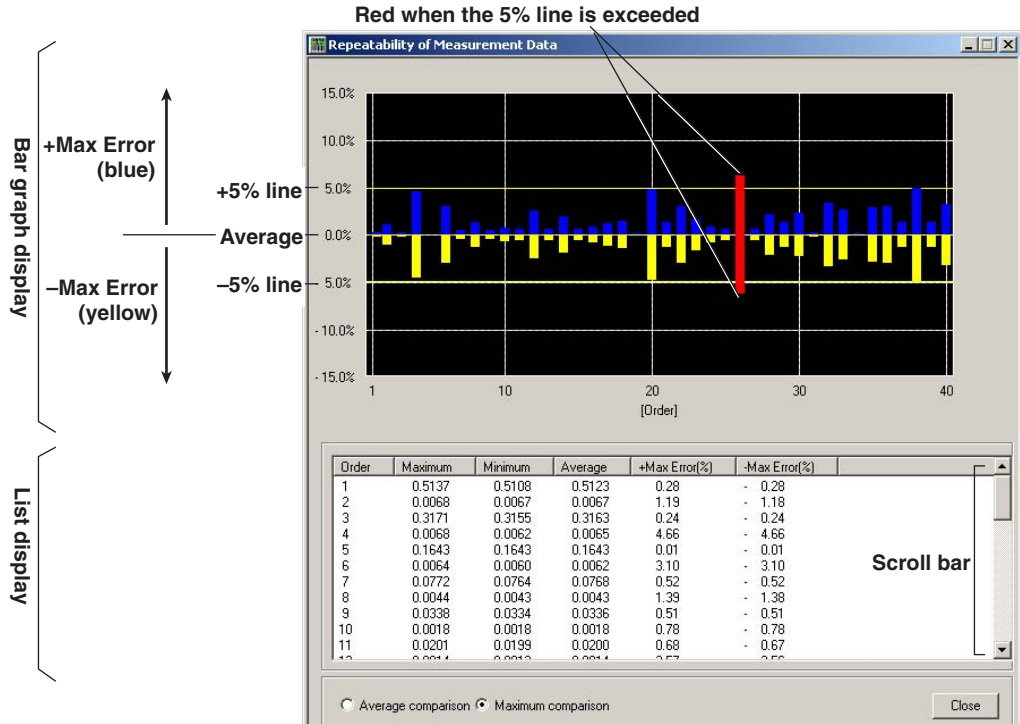 Red when the 5% line is exceeded
Repeatability of Measurement Data
Bar graph display
+Max Error
(blue)
+5% line
Average
–5% line
–Max Error
(yellow)
15.0%
10.0%
5.0%
0.0%
5.0%
- 10.0%
- 15.0%
1 10 20 30 40
[Order]
List display
Order Maximum Minimum Average +Max Error(%) -Max Error(%)
1 0.5137 0.5108 0.5123 0.28 - 0.28
2 0.0068 0.0067 0.0067 1.19 - 1.18
3 0.3171 0.3155 0.3163 0.24 - 0.24
4 0.0068 0.0062 0.0065 4.66 - 4.66
5 0.1643 0.1643 0.1643 0.01 - 0.01
6 0.0064 0.0060 0.0062 3.10 - 3.10
7 0.0772 0.0764 0.0768 0.52 - 0.52
8 0.0044 0.0043 0.0043 1.39 - 1.38
9 0.0338 0.0334 0.0336 0.51 - 0.51
10 0.0018 0.0018 0.0018 0.78 - 0.78
11 0.0201 0.0199 0.0200 0.68 - 0.67
Scroll bar
Average comparison Maximum comparison
Close